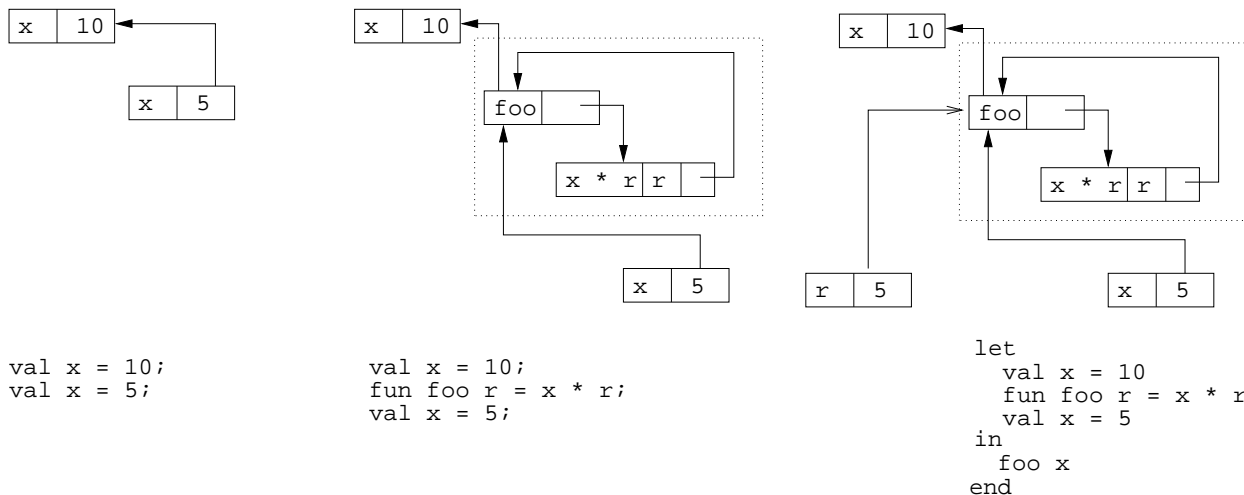 x 10
x 5
val x = 10;
val x = 5;
x 10
foo
x * r r
x 5
val x = 10;
fun foo r = x * r;
val x = 5;
x 10
foo
x * r r
r 5
x 5
let
val x = 10
fun foo r = x * r
val x = 5
in
foo x
end